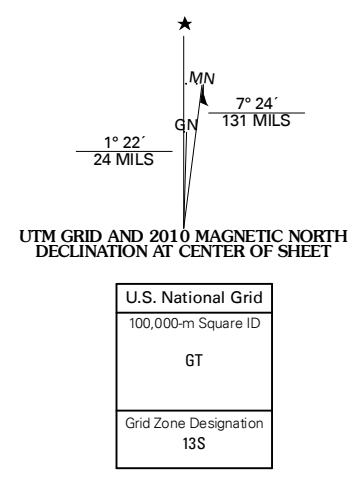 MN
7° 24´
131 MILS
GN
1° 22´
24 MILS
UTM GRID AND 2010 MAGNETIC NORTH
DECLINATION AT CENTER OF SHEET
U.S. National Grid
100,000-m Square ID
GT
Grid Zone Designation
13S